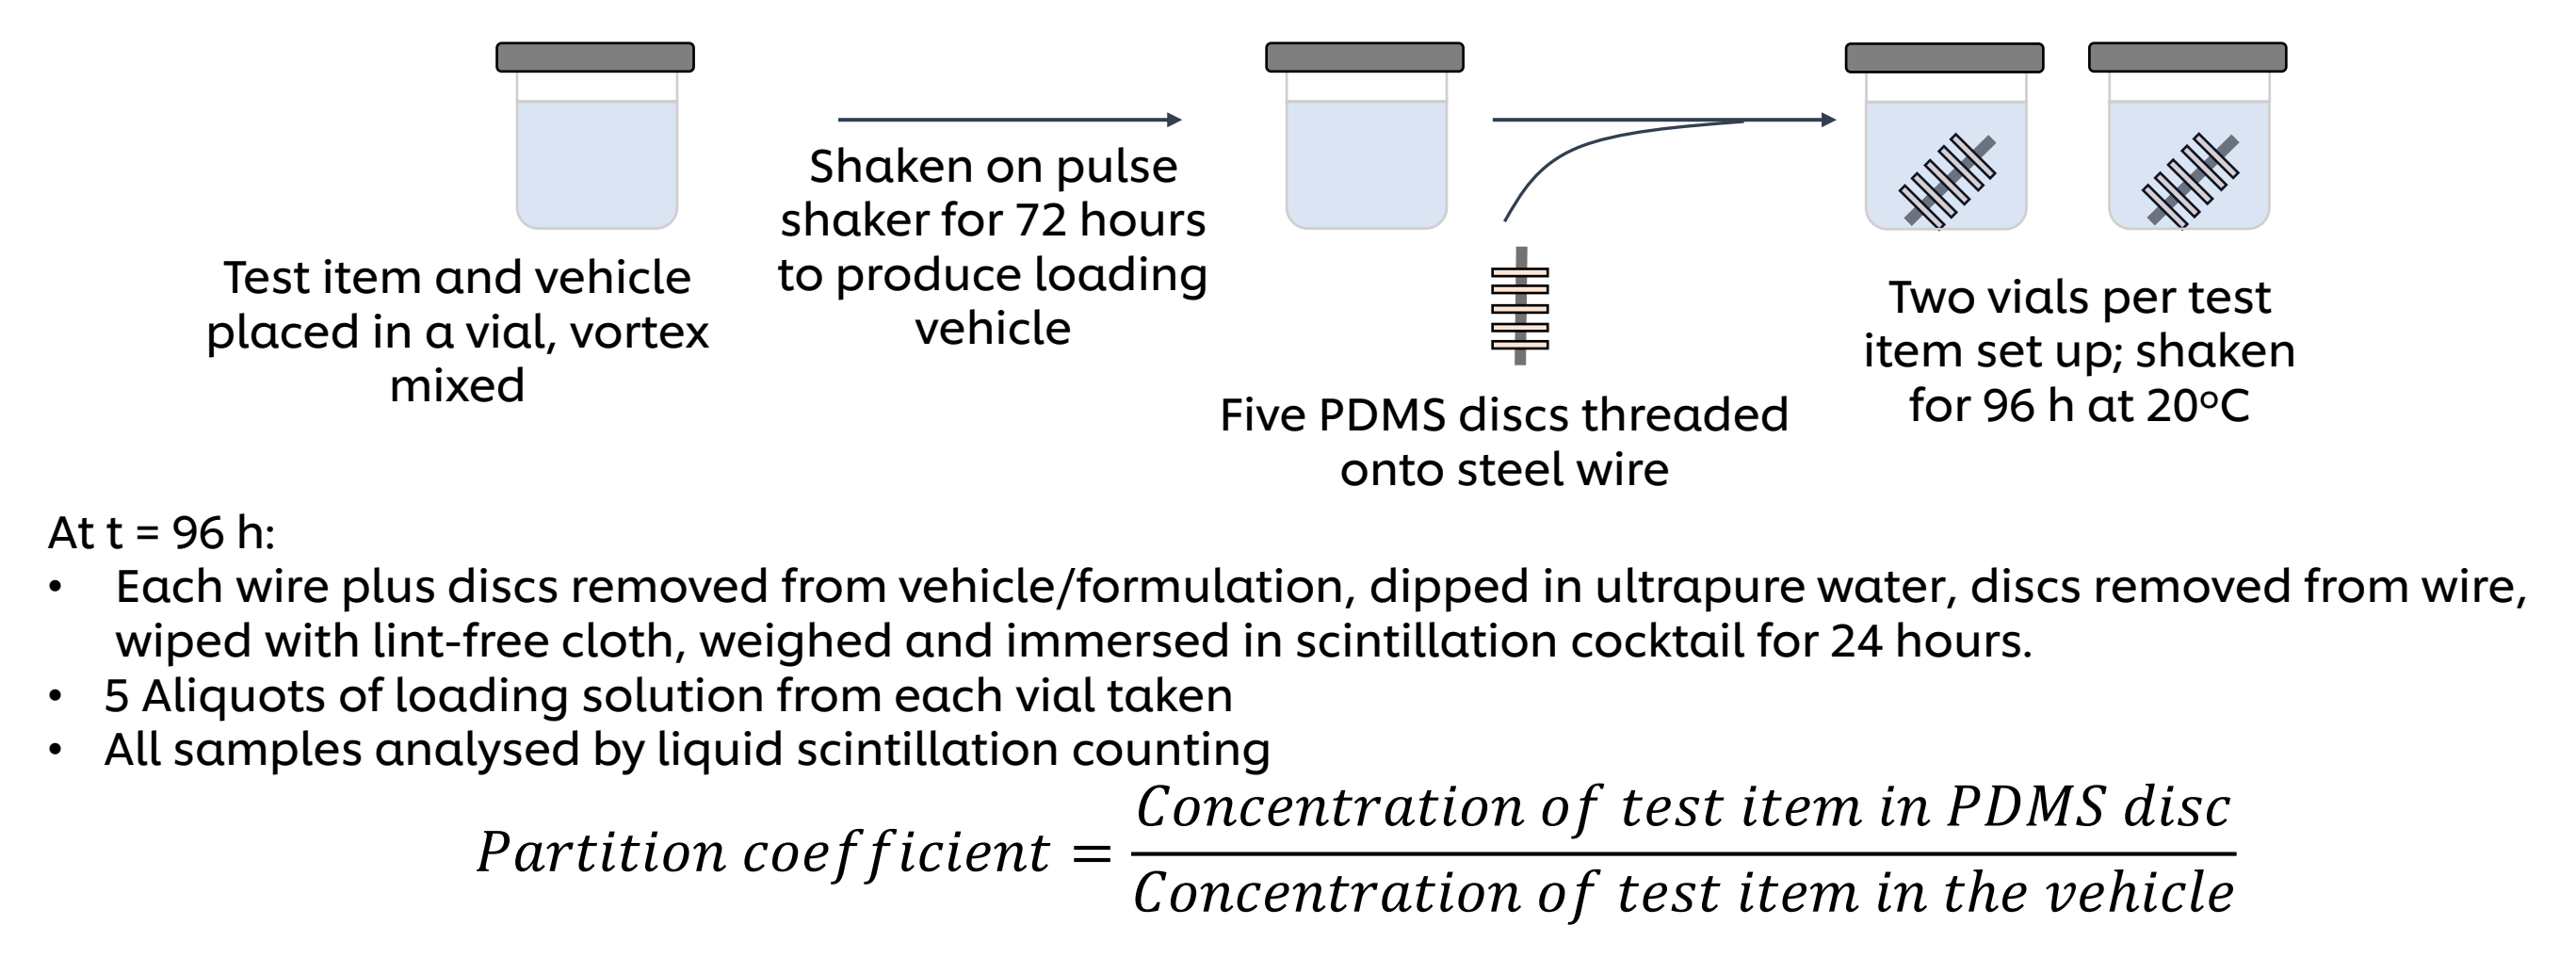 Test item and vehicle
placed in a vial, vortex
mixed
Shaken on pulse
shaker for 72 hours
to produce loading
vehicle
Five PDMS discs threaded
onto steel wire
Two vials per test
item set up; shaken
for 96 h at 20ºC
At t = 96 h:
• Each wire plus discs removed from vehicle/formulation, dipped in ultrapure water, discs removed from wire,
wiped with lint-free cloth, weighed and immersed in scintillation cocktail for 24 hours.
• 5 Aliquots of loading solution from each vial taken
• All samples analysed by liquid scintillation counting
Concentration of test item in PDMS disc
Partition coefficient =
Concentration of test item in the vehicle